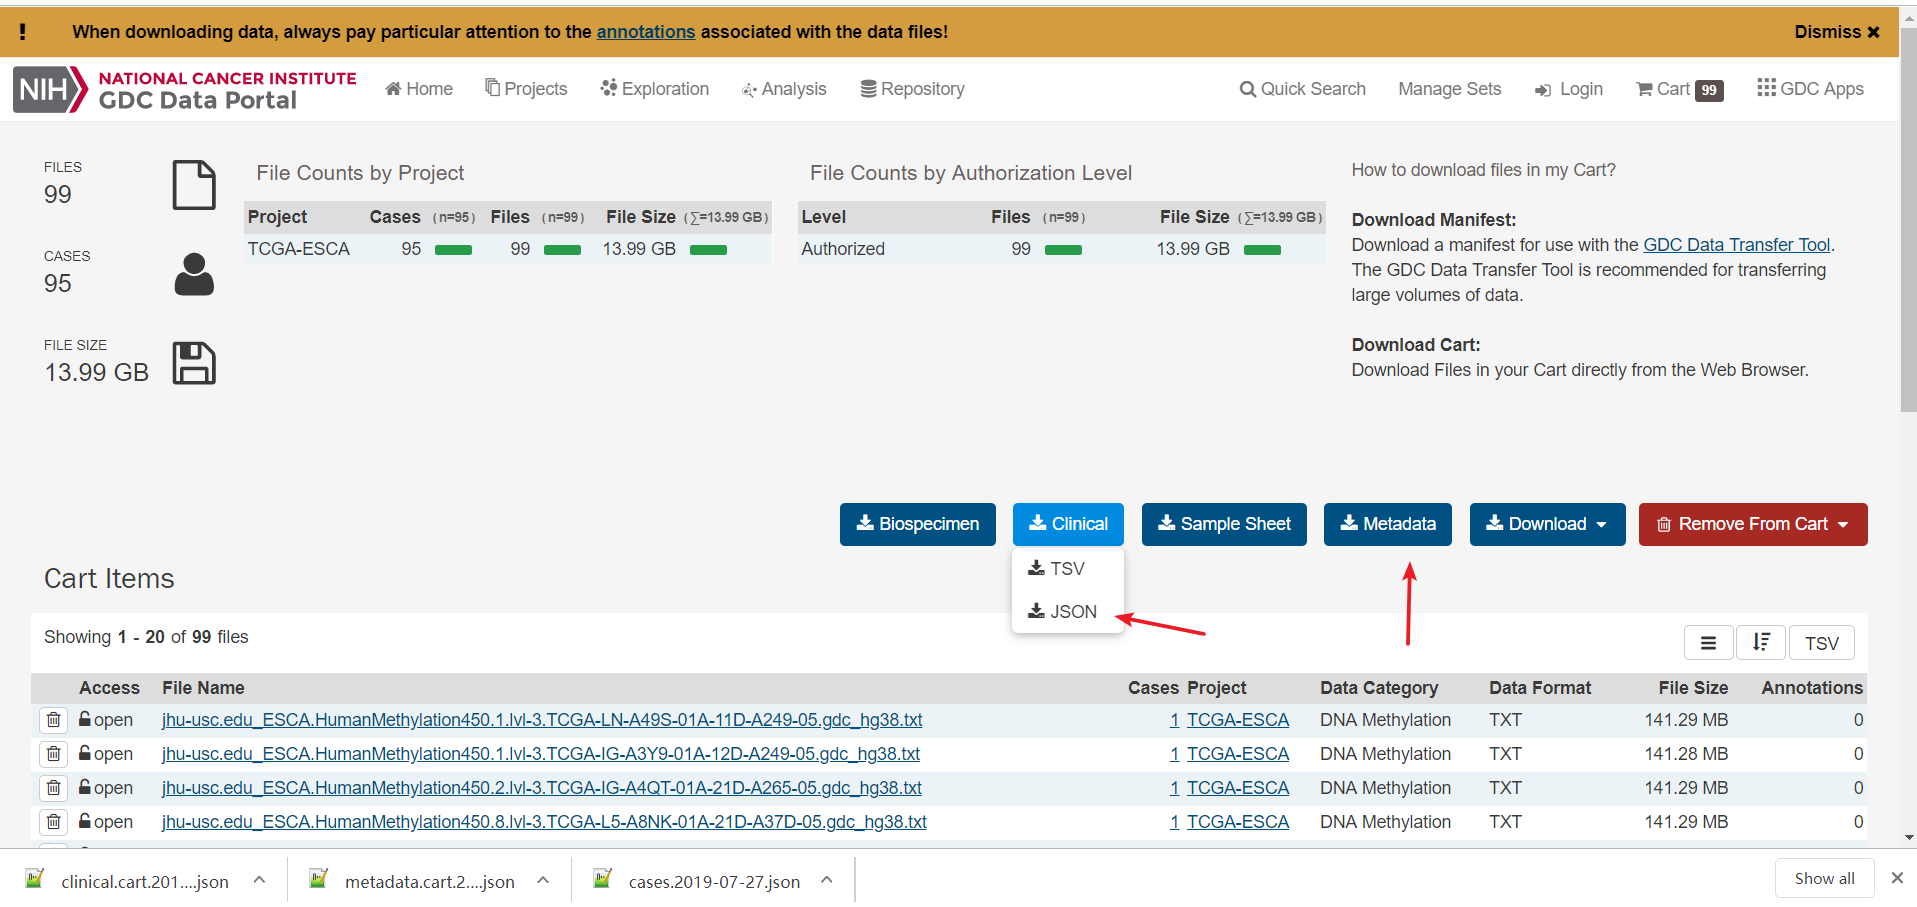 ! When downloading data, always pay particular attention to the annotations associated with the data files! Dismiss ✖
NIH NATIONAL CANCER INSTITUTE
GDC Data Portal
Home Projects Exploration Analysis Repository Quick Search Manage Sets Login Cart 99 GDC Apps
FILES
99
CASES
95
FILE SIZE
13.99 GB
File Counts by Project
Project Cases (n=95) Files (n=99) File Size (∑=13.99 GB)
TCGA-ESCA 95 99 13.99 GB
File Counts by Authorization Level
Level Files (n=99) File Size (∑=13.99 GB)
Authorized 99 13.99 GB
How to download files in my Cart?
Download Manifest:
Download a manifest for use with the GDC Data Transfer Tool.
The GDC Data Transfer Tool is recommended for transferring
large volumes of data.
Download Cart:
Download Files in your Cart directly from the Web Browser.
Biospecimen Clinical Sample Sheet Metadata Download Remove From Cart
TSV
JSON
Cart Items
Showing 1 - 20 of 99 files
TSV
Access File Name Cases Project Data Category Data Format File Size Annotations
open jhu-usc.edu_ESCA.HumanMethylation450.1.lvl-3.TCGA-LN-A49S-01A-11D-A249-05.gdc_hg38.txt 1 TCGA-ESCA DNA Methylation TXT 141.29 MB 0
open jhu-usc.edu_ESCA.HumanMethylation450.1.lvl-3.TCGA-IG-A3Y9-01A-12D-A249-05.gdc_hg38.txt 1 TCGA-ESCA DNA Methylation TXT 141.28 MB 0
open jhu-usc.edu_ESCA.HumanMethylation450.2.lvl-3.TCGA-IG-A4QT-01A-21D-A265-05.gdc_hg38.txt 1 TCGA-ESCA DNA Methylation TXT 141.29 MB 0
open jhu-usc.edu_ESCA.HumanMethylation450.8.lvl-3.TCGA-L5-A8NK-01A-21D-A37D-05.gdc_hg38.txt 1 TCGA-ESCA DNA Methylation TXT 141.29 MB 0
clinical.cart.201....json metadata.cart.2....json cases.2019-07-27.json Show all